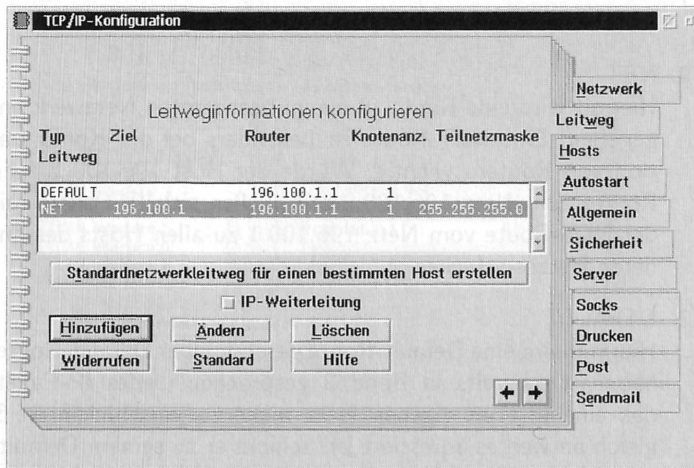 TCP/IP-Konfiguration
Leitweginformationen konfigurieren
Typ Ziel Router Knotenanz. Teilnetzmaske
Leitweg
DEFAULT 196.100.1.1 1
NET 196.100.1 196.100.1.1 1 255.255.255.0
Standardnetzwerkleitweg für einen bestimmten Host erstellen
IP-Weiterleitung
Hinzufügen Ändern Löschen
Widerrufen Standard Hilfe
Netzwerk
Leitweg
Hosts
Autostart
Allgemein
Sicherheit
Server
Socks
Drucken
Post
Sendmail